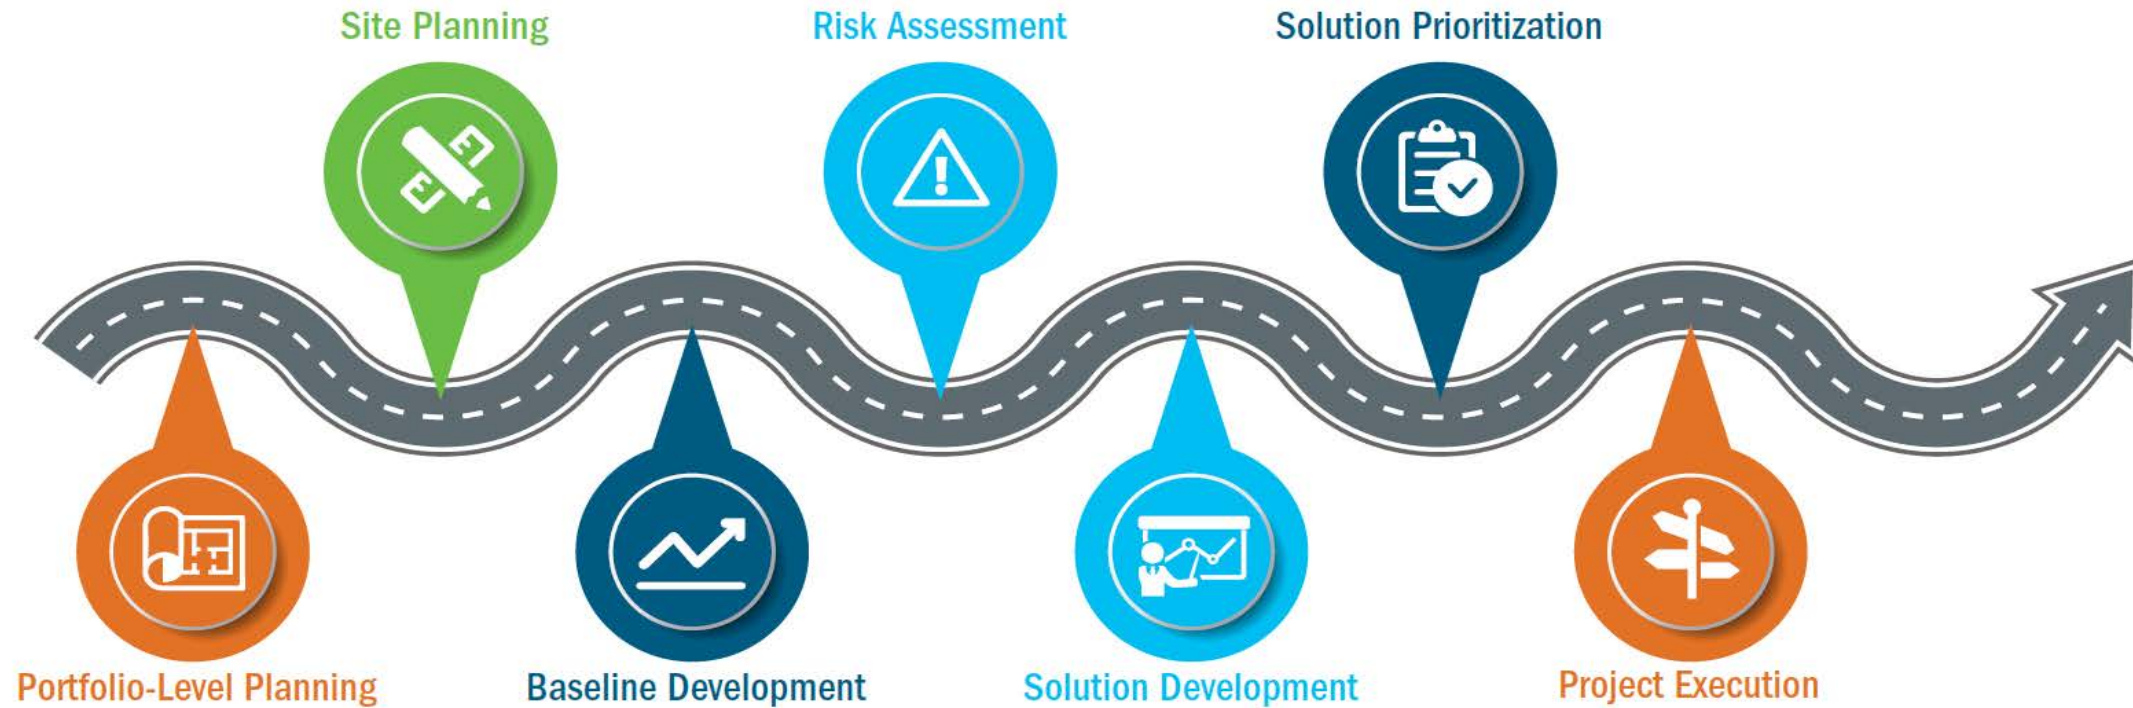 Site Planning
Risk Assessment
Solution Prioritization
Portfolio-Level Planning
Baseline Development
Solution Development
Project Execution